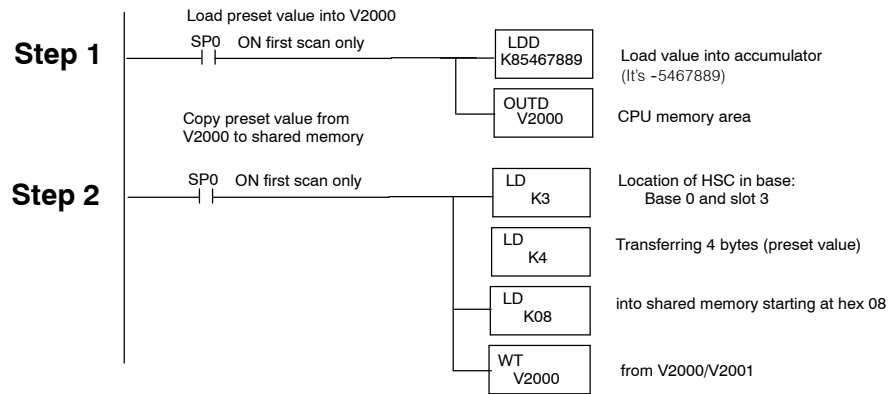 Load preset value into V2000
Step 1
SP0 ON first scan only
LDD
K85467889
Load value into accumulator
(It's -5467889)
OUTD
V2000
CPU memory area
Copy preset value from
V2000 to shared memory
Step 2
SP0 ON first scan only
LD
K3
Location of HSC in base:
Base 0 and slot 3
LD
K4
Transferring 4 bytes (preset value)
LD
K08
into shared memory starting at hex 08
WT
V2000
from V2000/V2001